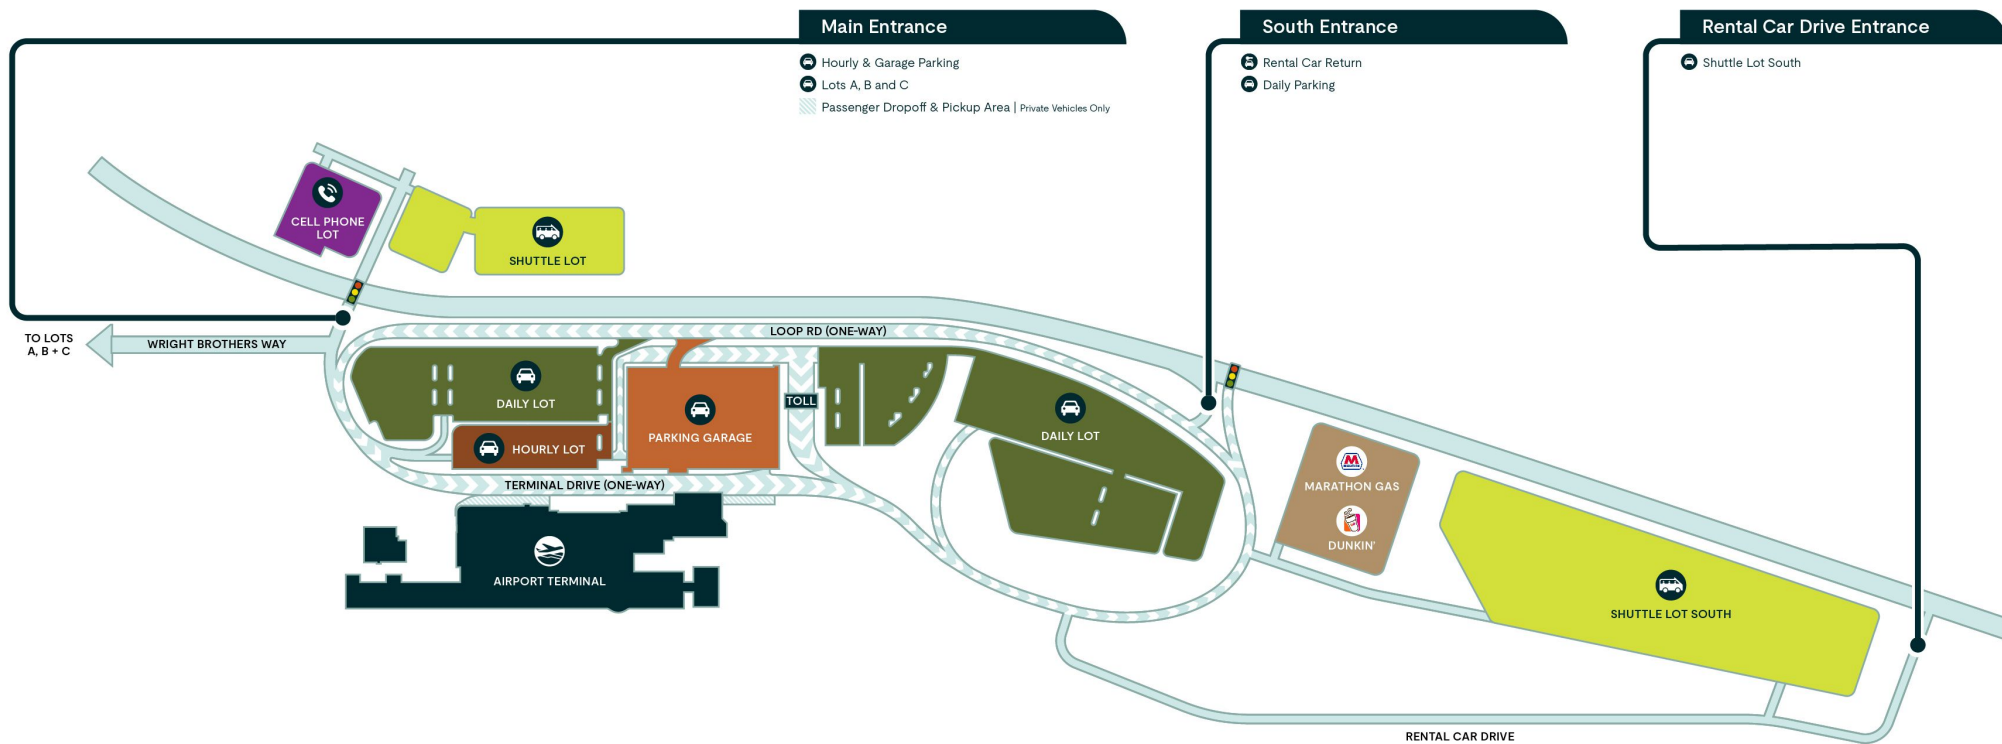 Main Entrance
Hourly & Garage Parking
Lots A, B and C
Passenger Dropoff & Pickup Area | Private Vehicles Only
South Entrance
Rental Car Return
Daily Parking
Rental Car Drive Entrance
Shuttle Lot South
CELL PHONE
LOT
SHUTTLE LOT
TO LOTS
A, B + C
WRIGHT BROTHERS WAY
LOOP RD (ONE-WAY)
DAILY LOT
HOURLY LOT
PARKING GARAGE
TOLL
DAILY LOT
TERMINAL DRIVE (ONE-WAY)
AIRPORT TERMINAL
M
MARATHON GAS
DUNKIN'
SHUTTLE LOT SOUTH
RENTAL CAR DRIVE